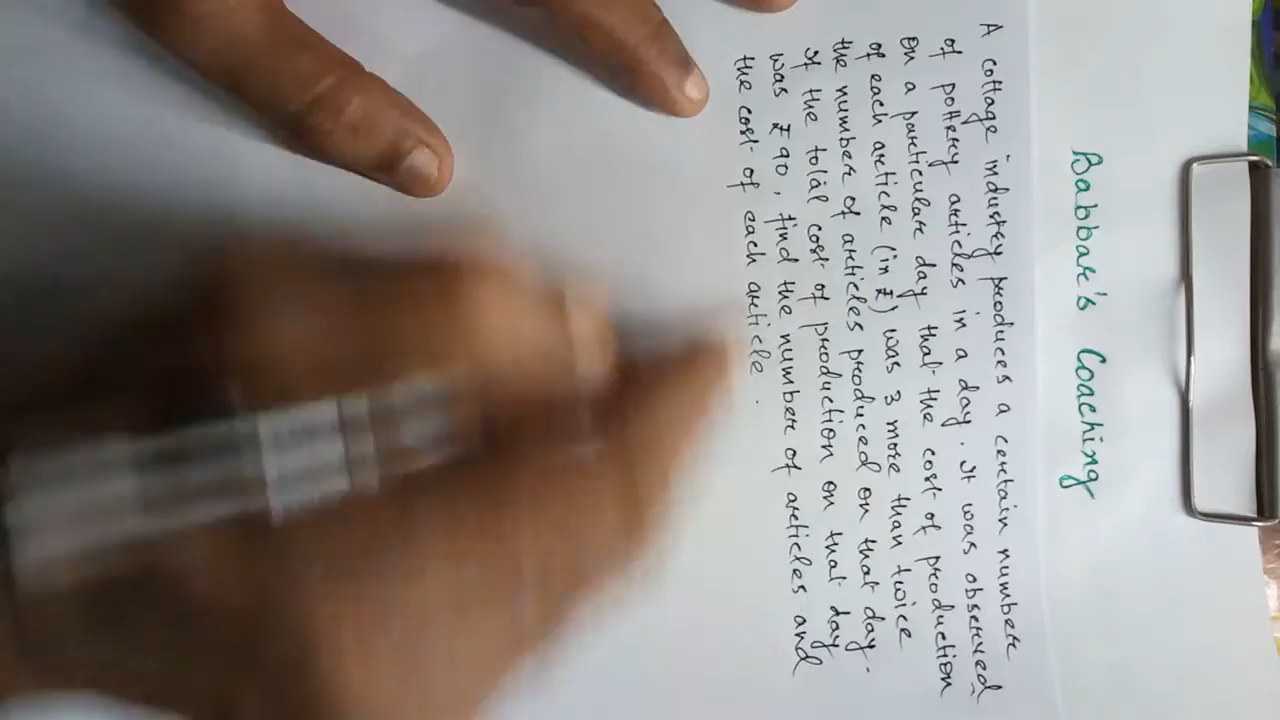 Babbar's Coaching
A cottage industry produces a certain number
of pottery articles in a day. It was observed
on a particular day that the cost of production
of each article (in ₹) was 3 more than twice
the number of articles produced on that day.
If the total cost of production on that day
was ₹ 90, find the number of articles and
the cost of each article.